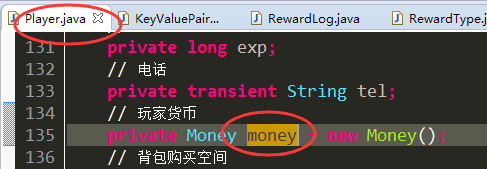 Player.java KeyValuePair... RewardLog.java RewardType.j
131 private long exp;
132 // 电话
133 private transient String tel;
134 // 玩家货币
135 private Money money new Money();
136 // 背包购买空间